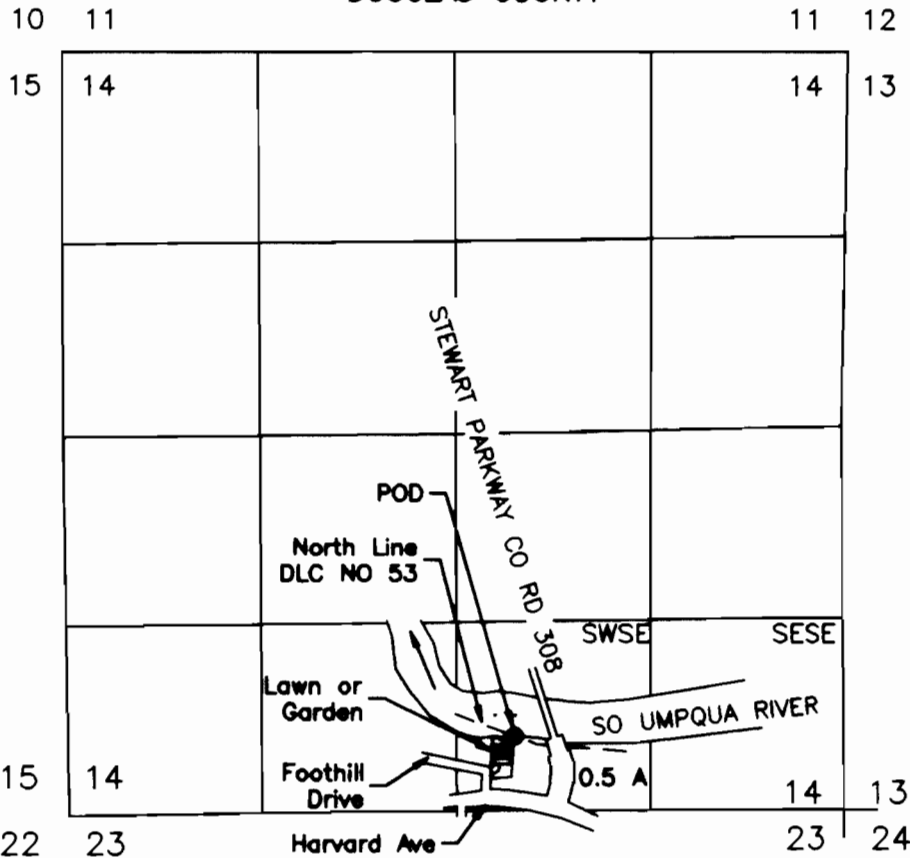 10 11 11 12
15 14 14 13
STEWART PARKWAY CO RD 308
POD
North Line
DLC NO 53
SWSE SESE
Lawn or
Garden
SO UMPQUA RIVER
Foothill
Drive
0.5 A
15 14 14 13
Harvard Ave
22 23 23 24